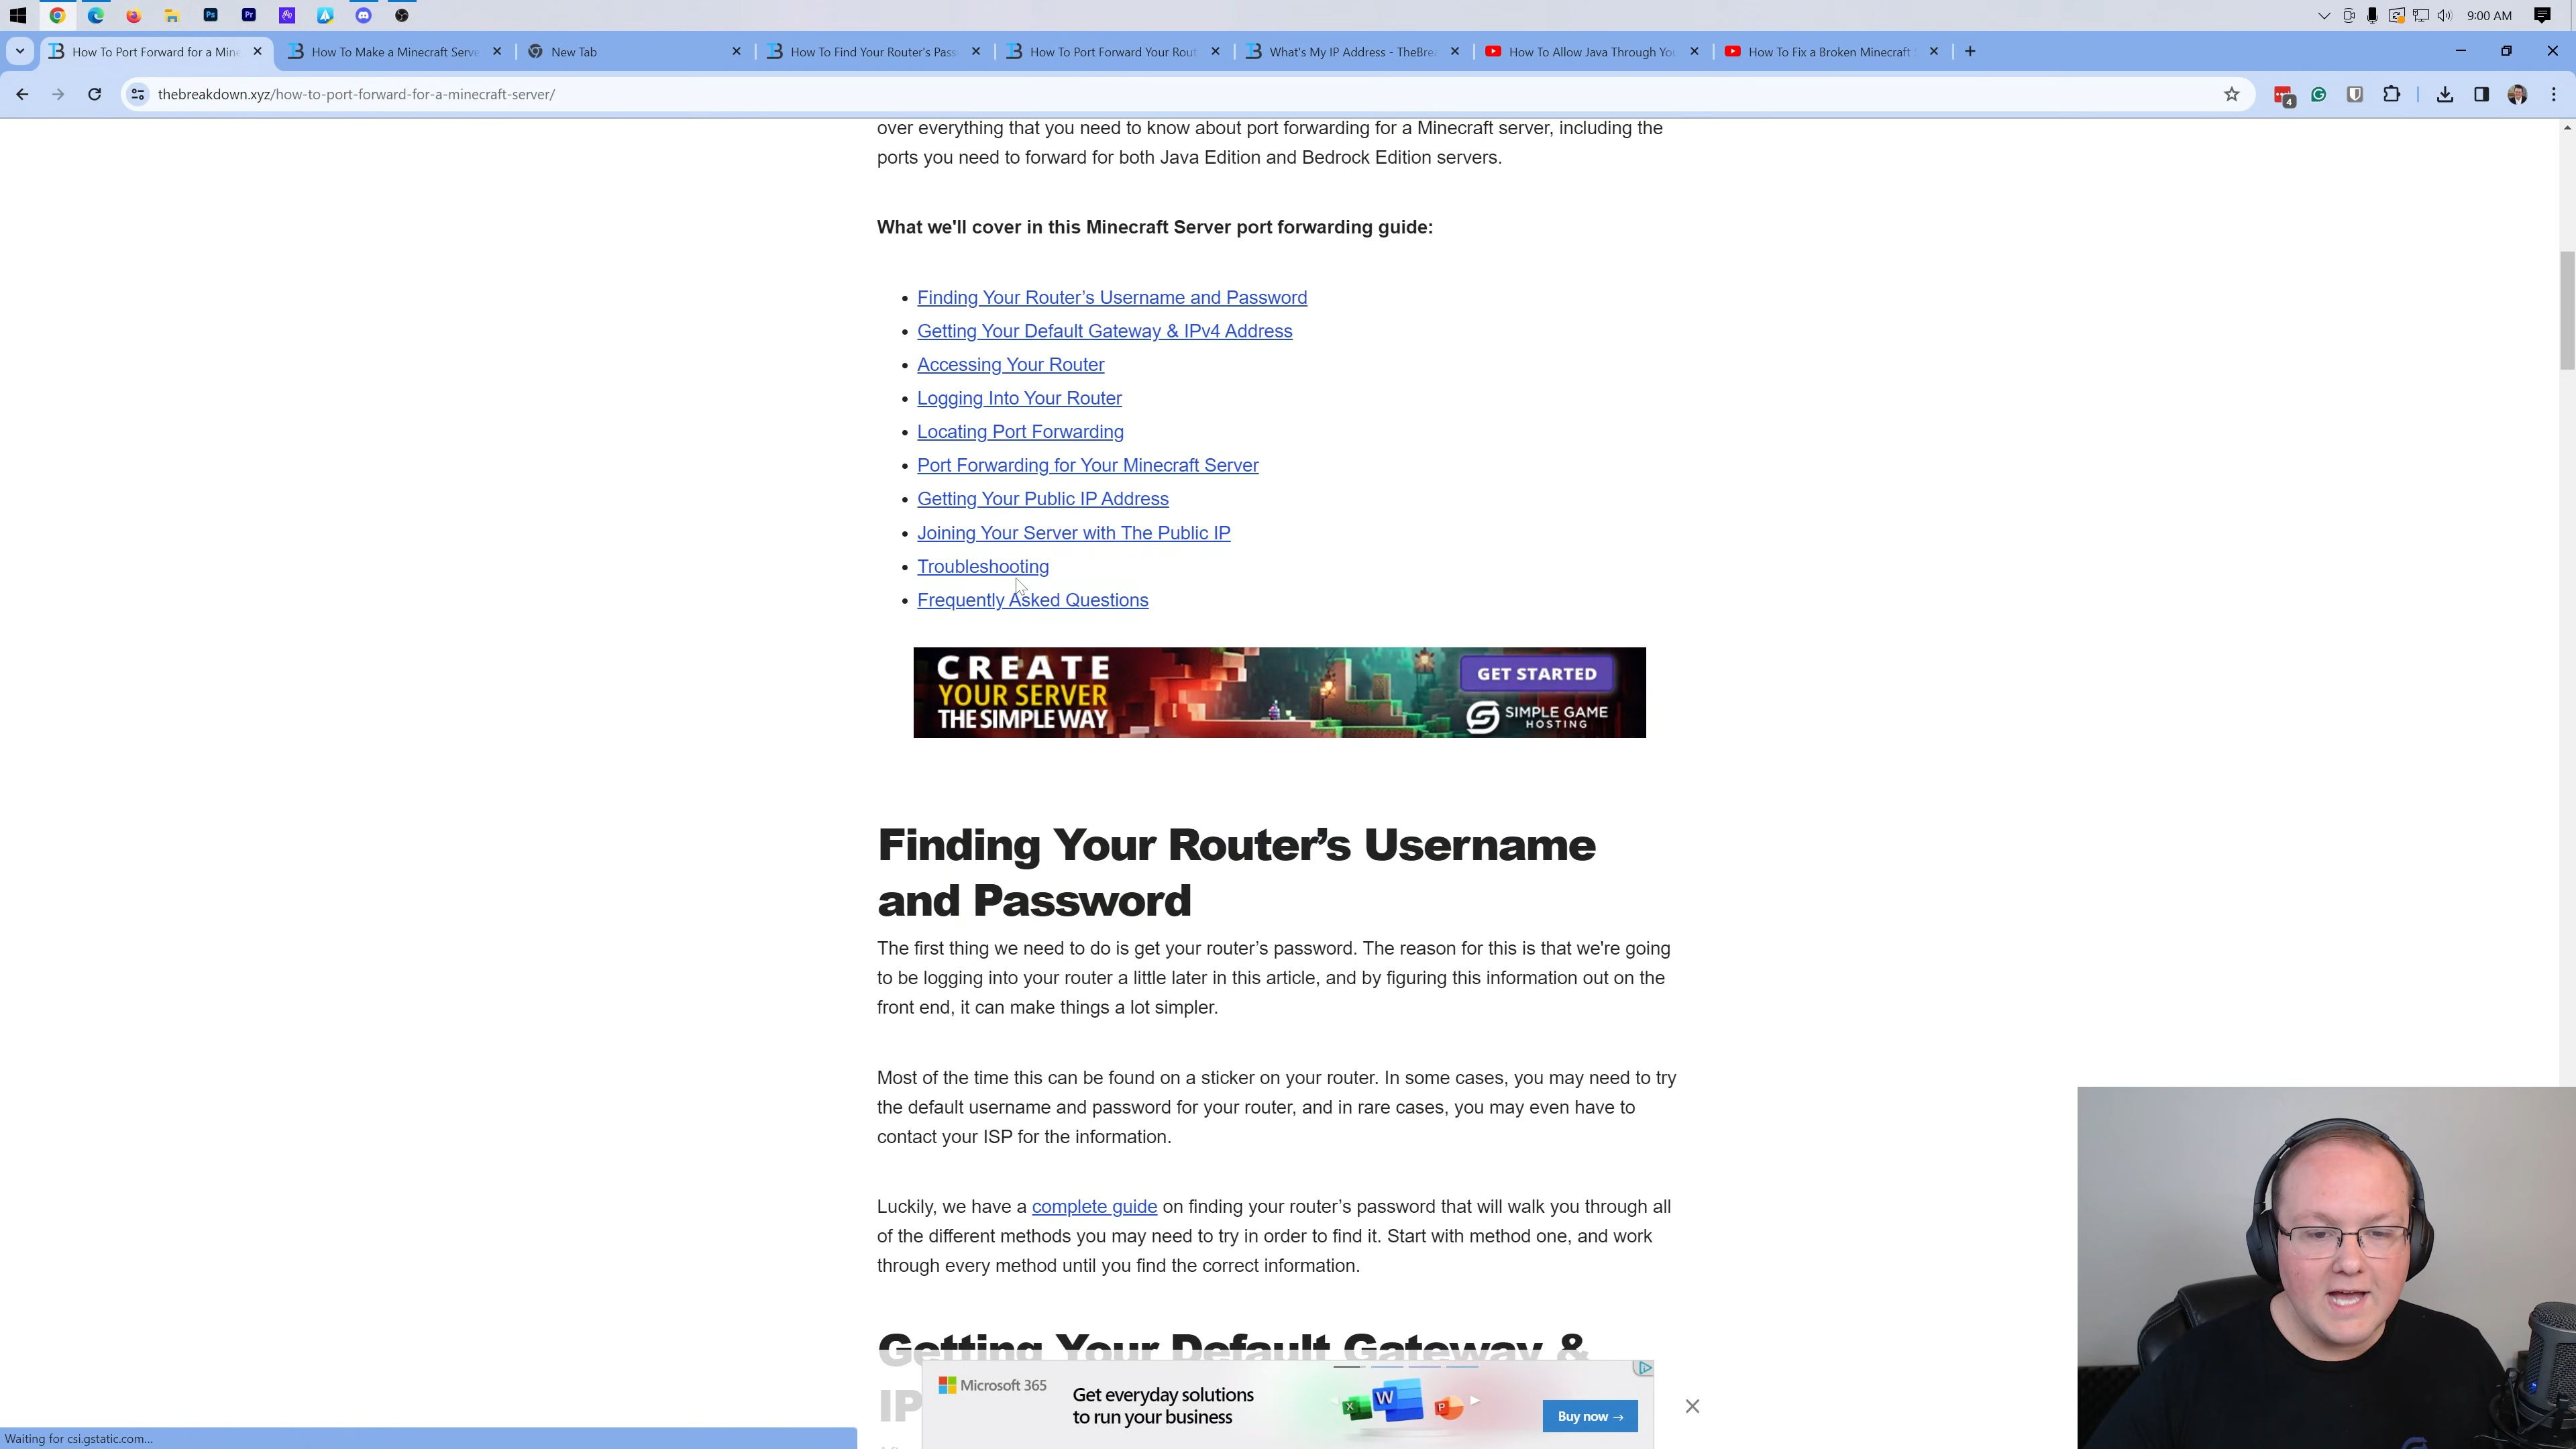 9:00 AM
How To Port Forward for a Mine
How To Make a Minecraft Serve
New Tab
How To Find Your Router's Pass
How To Port Forward Your Rout
What's My IP Address - TheBrea
How To Allow Java Through You
How To Fix a Broken Minecraft
thebreakdown.xyz/how-to-port-forward-for-a-minecraft-server/
4
over everything that you need to know about port forwarding for a Minecraft server, including the
ports you need to forward for both Java Edition and Bedrock Edition servers.
What we'll cover in this Minecraft Server port forwarding guide:
• Finding Your Router’s Username and Password
• Getting Your Default Gateway & IPv4 Address
• Accessing Your Router
• Logging Into Your Router
• Locating Port Forwarding
• Port Forwarding for Your Minecraft Server
• Getting Your Public IP Address
• Joining Your Server with The Public IP
• Troubleshooting
• Frequently Asked Questions
CREATE
YOUR SERVER
THE SIMPLE WAY
GET STARTED
SIMPLE GAME
HOSTING
Finding Your Router’s Username
and Password
The first thing we need to do is get your router’s password. The reason for this is that we're going
to be logging into your router a little later in this article, and by figuring this information out on the
front end, it can make things a lot simpler.
Most of the time this can be found on a sticker on your router. In some cases, you may need to try
the default username and password for your router, and in rare cases, you may even have to
contact your ISP for the information.
Luckily, we have a complete guide on finding your router’s password that will walk you through all
of the different methods you may need to try in order to find it. Start with method one, and work
through every method until you find the correct information.
Getting Your Default Gateway &
IP
Microsoft 365
Get everyday solutions
to run your business
X
W
P
Buy now →
Waiting for csi.gstatic.com...